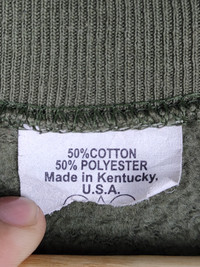 50%COTTON
50% POLYESTER
Made in Kentucky.
U.S.A.